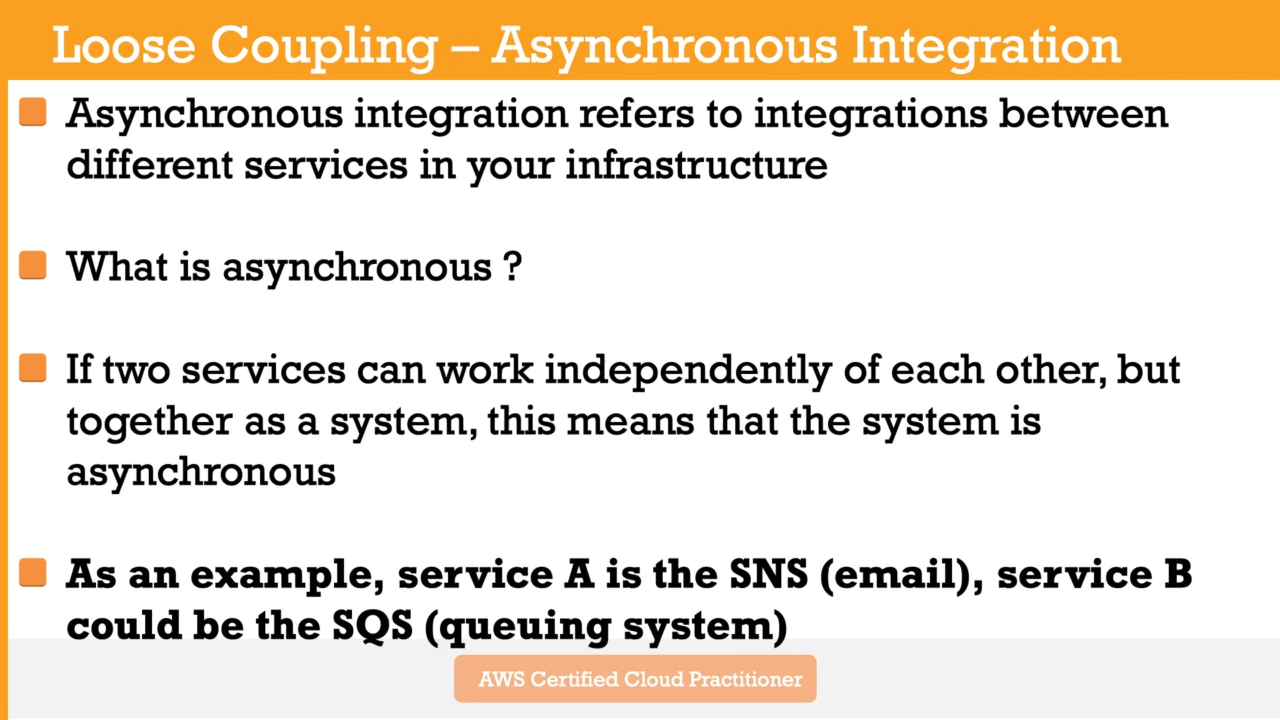 Loose Coupling – Asynchronous Integration
Asynchronous integration refers to integrations between
different services in your infrastructure
What is asynchronous ?
If two services can work independently of each other, but
together as a system, this means that the system is
asynchronous
As an example, service A is the SNS (email), service B
could be the SQS (queuing system)
AWS Certified Cloud Practitioner